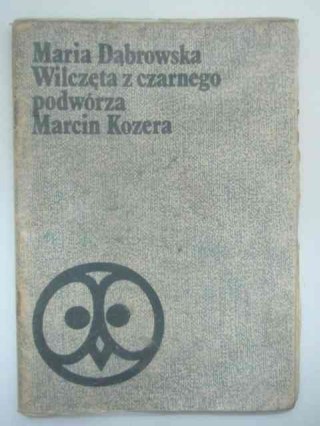 Maria Dąbrowska
Wilczęta z czarnego
podwórza
Marcin Kozera